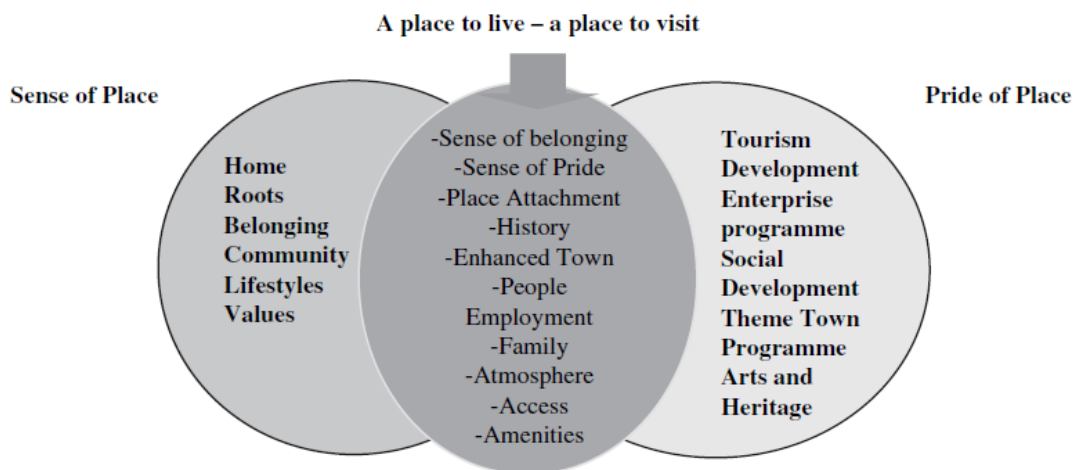 A place to live – a place to visit
Sense of Place
Pride of Place
Home
Roots
Belonging
Community
Lifestyles
Values
-Sense of belonging
-Sense of Pride
-Place Attachment
-History
-Enhanced Town
-People
Employment
-Family
-Atmosphere
-Access
-Amenities
Tourism
Development
Enterprise
programme
Social
Development
Theme Town
Programme
Arts and
Heritage